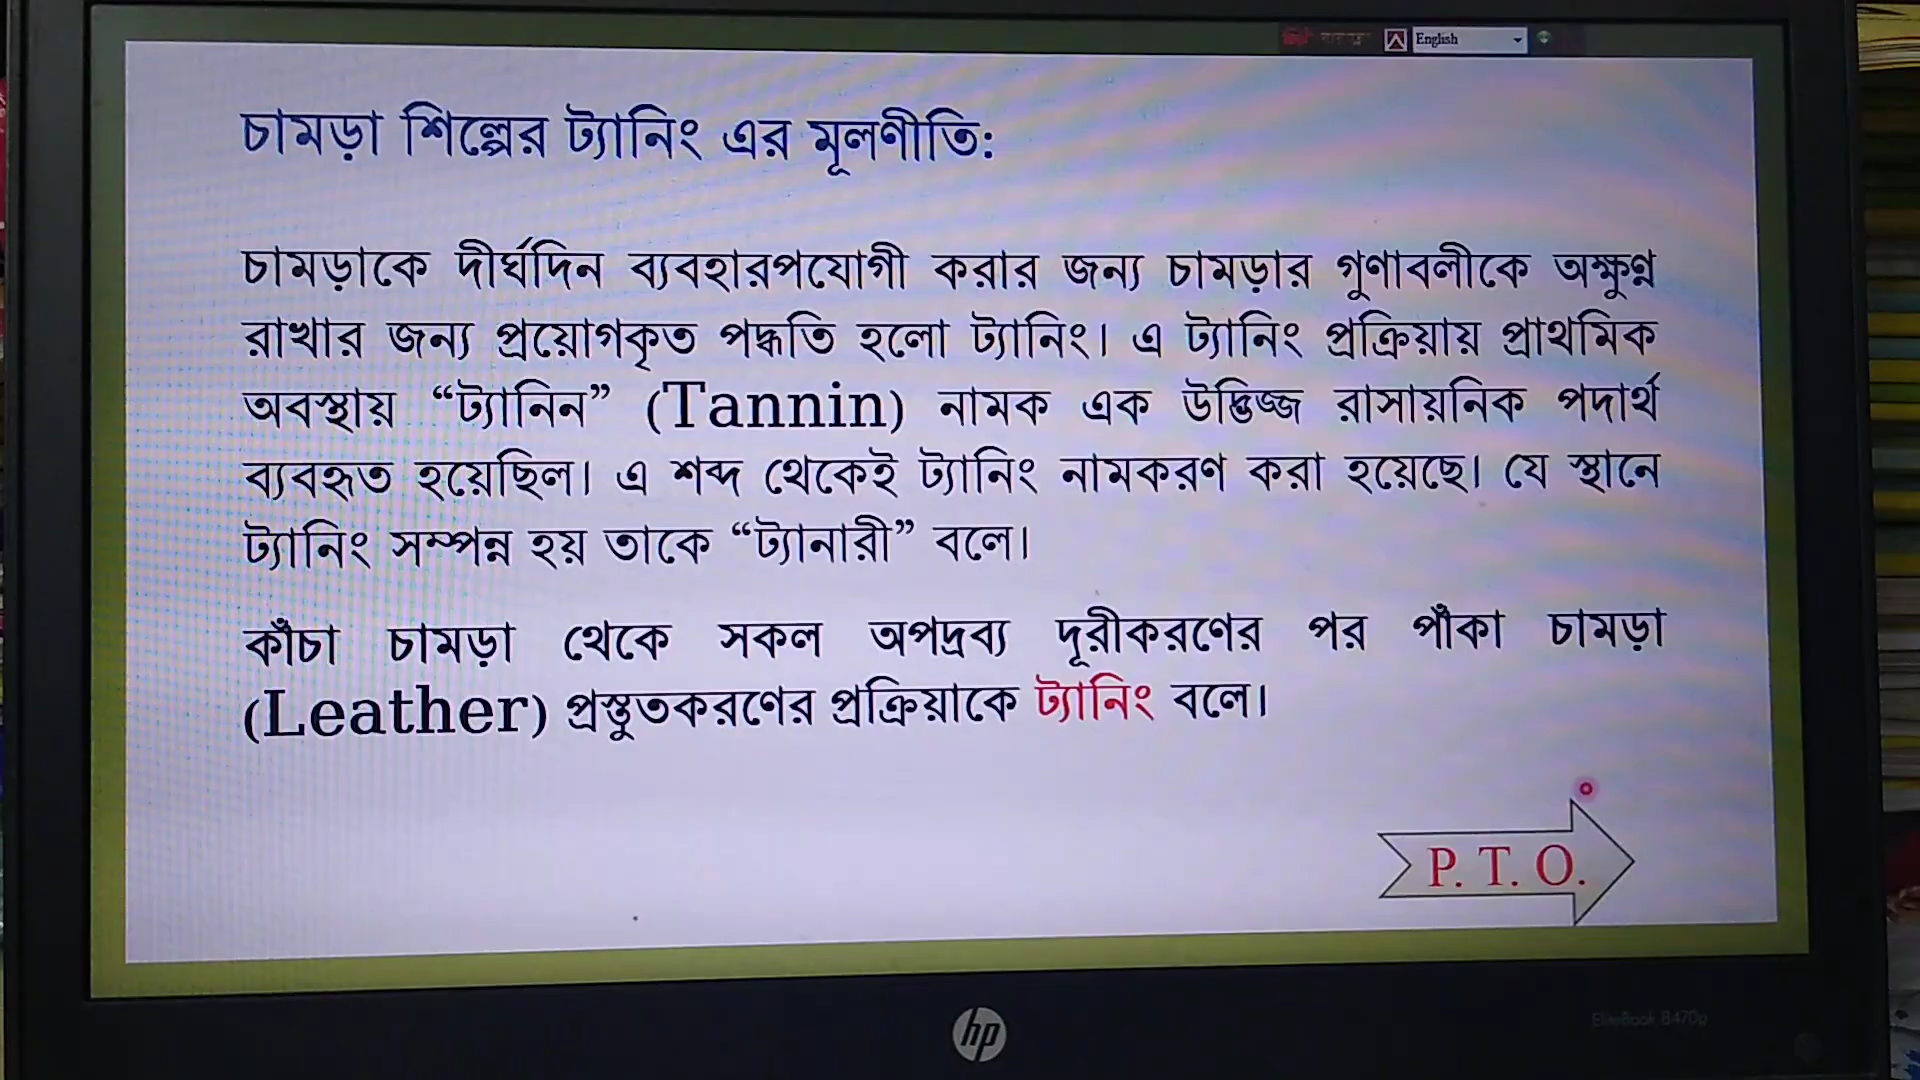 English
চামড়া শিল্পের ট্যানিং এর মূলণীতি:
চামড়াকে দীর্ঘদিন ব্যবহারপযোগী করার জন্য চামড়ার গুণাবলীকে অক্ষুণ্ন
রাখার জন্য প্রয়োগকৃত পদ্ধতি হলো ট্যানিং। এ ট্যানিং প্রক্রিয়ায় প্রাথমিক
অবস্থায় “ট্যানিন” (Tannin) নামক এক উদ্ভিজ্জ রাসায়নিক পদার্থ
ব্যবহৃত হয়েছিল। এ শব্দ থেকেই ট্যানিং নামকরণ করা হয়েছে। যে স্থানে
ট্যানিং সম্পন্ন হয় তাকে “ট্যানারী” বলে।
কাঁচা চামড়া থেকে সকল অপদ্রব্য দূরীকরণের পর পাঁকা চামড়া
(Leather) প্রস্তুতকরণের প্রক্রিয়াকে ট্যানিং বলে।
P. T. O.
hp
EliteBook 8470p